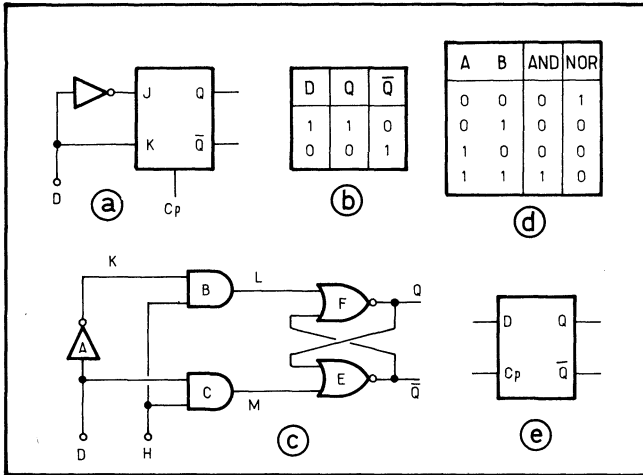 J Q
K Q̄
D
Cp
a
D Q Q̄
1 1 0
0 0 1
b
A B AND NOR
0 0 0 1
0 1 0 0
1 0 0 0
1 1 1 0
d
K
B
L
F
Q
A
C
M
E
Q̄
D
H
c
D Q
Cp Q̄
e